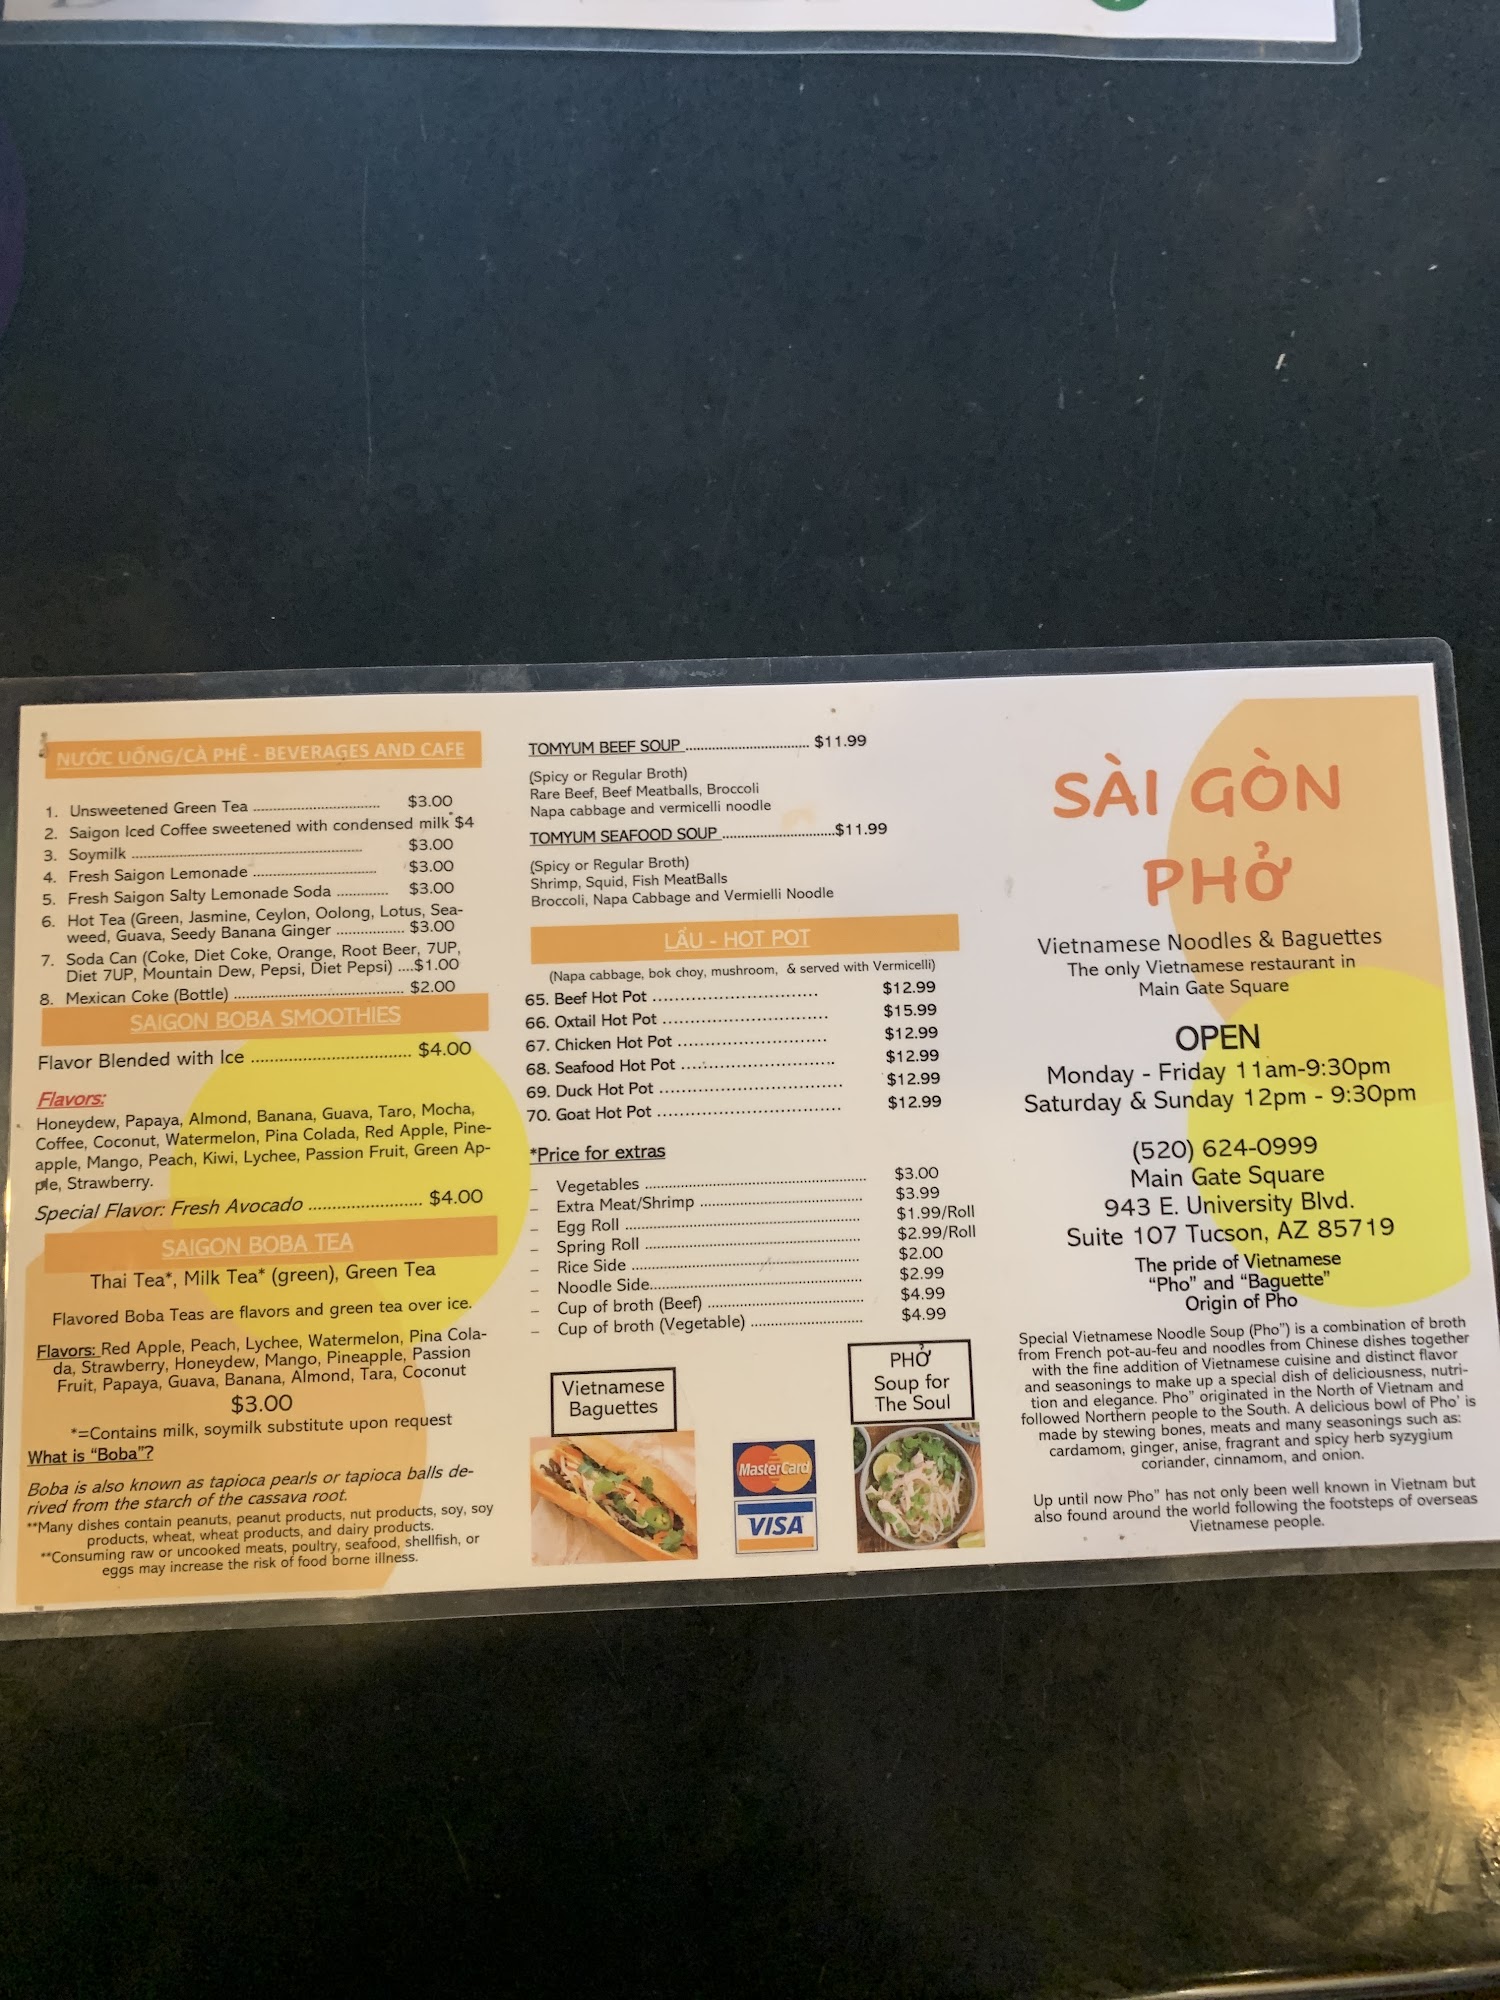 NƯỚC UỐNG/CÀ PHÊ - BEVERAGES AND CAFE
1. Unsweetened Green Tea ................................ $3.00
2. Saigon Iced Coffee sweetened with condensed milk $4
3. Soymilk ................................ $3.00
4. Fresh Saigon Lemonade ................................ $3.00
5. Fresh Saigon Salty Lemonade Soda ............. $3.00
6. Hot Tea (Green, Jasmine, Ceylon, Oolong, Lotus, Sea-
weed, Guava, Seedy Banana Ginger ................. $3.00
7. Soda Can (Coke, Diet Coke, Orange, Root Beer, 7UP,
Diet 7UP, Mountain Dew, Pepsi, Diet Pepsi) ....$1.00
8. Mexican Coke (Bottle) ................................ $2.00
SAIGON BOBA SMOOTHIES
Flavor Blended with Ice ................................ $4.00
Flavors:
Honeydew, Papaya, Almond, Banana, Guava, Taro, Mocha,
Coffee, Coconut, Watermelon, Pina Colada, Red Apple, Pine-
apple, Mango, Peach, Kiwi, Lychee, Passion Fruit, Green Ap-
ple, Strawberry.
Special Flavor: Fresh Avocado ....................... $4.00
SAIGON BOBA TEA
Thai Tea*, Milk Tea* (green), Green Tea
Flavored Boba Teas are flavors and green tea over ice.
Flavors: Red Apple, Peach, Lychee, Watermelon, Pina Cola-
da, Strawberry, Honeydew, Mango, Pineapple, Passion
Fruit, Papaya, Guava, Banana, Almond, Tara, Coconut
$3.00
*=Contains milk, soymilk substitute upon request
What is "Boba"?
Boba is also known as tapioca pearls or tapioca balls de-
rived from the starch of the cassava root.
**Many dishes contain peanuts, peanut products, nut products, soy, soy
products, wheat, wheat products, and dairy products.
**Consuming raw or uncooked meats, poultry, seafood, shellfish, or
eggs may increase the risk of food borne illness.
TOMYUM BEEF SOUP ................................ $11.99
(Spicy or Regular Broth)
Rare Beef, Beef Meatballs, Broccoli
Napa cabbage and vermicelli noodle
TOMYUM SEAFOOD SOUP .............................$11.99
(Spicy or Regular Broth)
Shrimp, Squid, Fish MeatBalls
Broccoli, Napa Cabbage and Vermielli Noodle
LẨU - HOT POT
(Napa cabbage, bok choy, mushroom, & served with Vermicelli)
65. Beef Hot Pot ................................ $12.99
66. Oxtail Hot Pot ................................ $15.99
67. Chicken Hot Pot ............................. $12.99
68. Seafood Hot Pot ............................. $12.99
69. Duck Hot Pot ................................ $12.99
70. Goat Hot Pot ................................ $12.99
*Price for extras
– Vegetables ................................ $3.00
– Extra Meat/Shrimp ................................ $3.99
– Egg Roll ................................ $1.99/Roll
– Spring Roll ................................ $2.99/Roll
– Rice Side ................................ $2.00
– Noodle Side................................ $2.99
– Cup of broth (Beef) ................................ $4.99
– Cup of broth (Vegetable) ............................ $4.99
Vietnamese
Baguettes
MasterCard
VISA
PHỞ
Soup for
The Soul
SÀI GÒN
PHỞ
Vietnamese Noodles & Baguettes
The only Vietnamese restaurant in
Main Gate Square
OPEN
Monday - Friday 11am-9:30pm
Saturday & Sunday 12pm - 9:30pm
(520) 624-0999
Main Gate Square
943 E. University Blvd.
Suite 107 Tucson, AZ 85719
The pride of Vietnamese
"Pho" and "Baguette"
Origin of Pho
Special Vietnamese Noodle Soup (Pho") is a combination of broth
from French pot-au-feu and noodles from Chinese dishes together
with the fine addition of Vietnamese cuisine and distinct flavor
and seasonings to make up a special dish of deliciousness, nutri-
tion and elegance. Pho" originated in the North of Vietnam and
followed Northern people to the South. A delicious bowl of Pho' is
made by stewing bones, meats and many seasonings such as:
cardamom, ginger, anise, fragrant and spicy herb syzygium
coriander, cinnamom, and onion.
Up until now Pho" has not only been well known in Vietnam but
also found around the world following the footsteps of overseas
Vietnamese people.